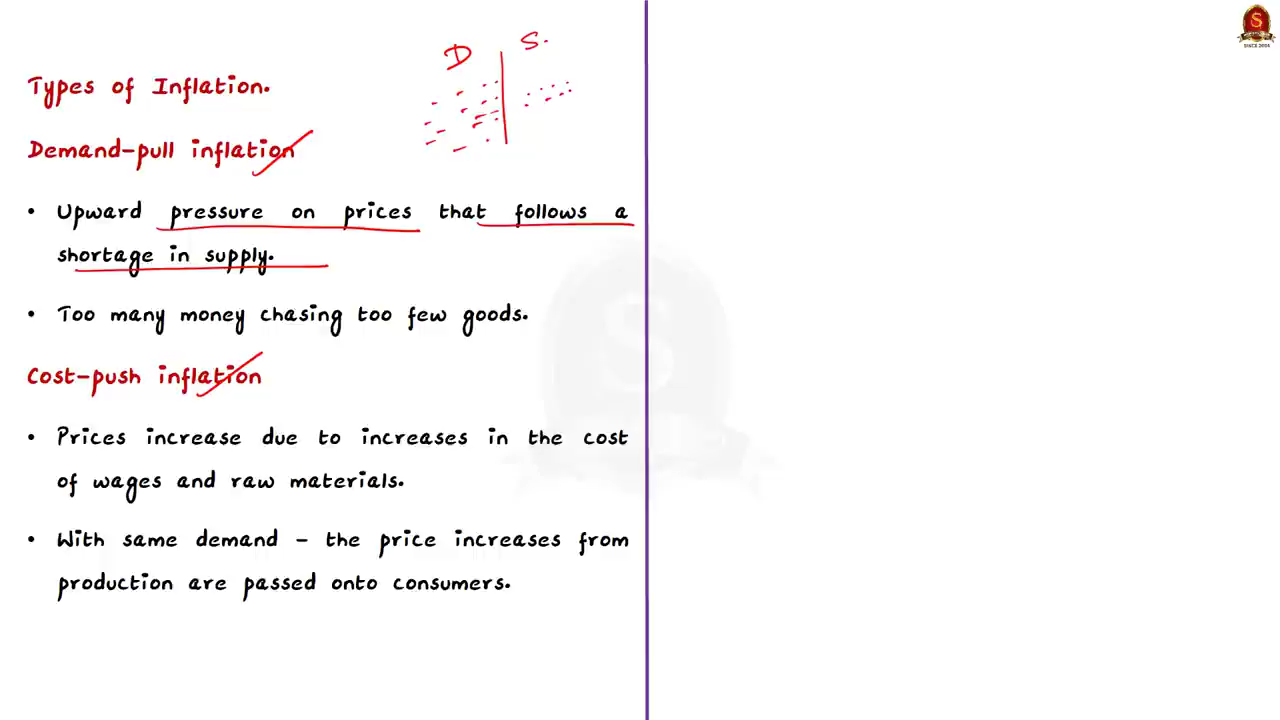 D S.
Types of Inflation.
Demand-pull inflation
• Upward pressure on prices that follows a
shortage in supply.
• Too many money chasing too few goods.
Cost-push inflation
• Prices increase due to increases in the cost
of wages and raw materials.
• With same demand – the price increases from
production are passed onto consumers.
S
SINCE 2004
S